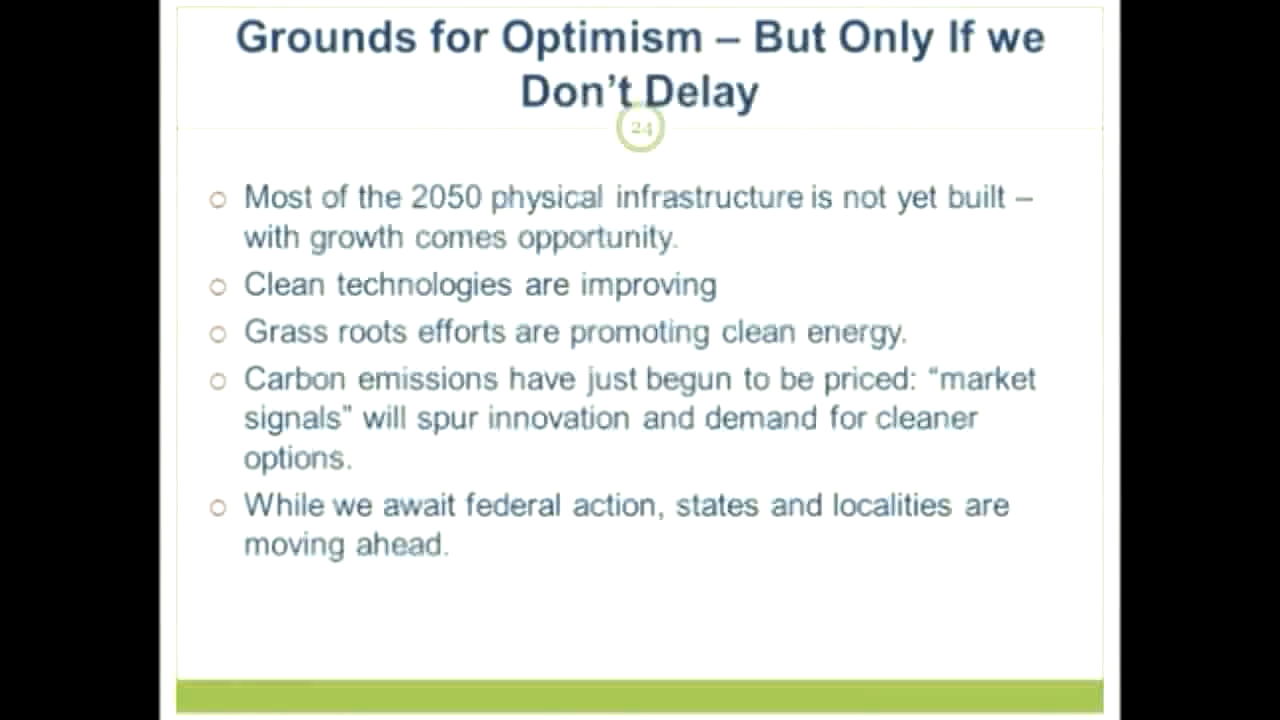 Grounds for Optimism – But Only If we
Don't Delay
24
Most of the 2050 physical infrastructure is not yet built –
with growth comes opportunity.
Clean technologies are improving
Grass roots efforts are promoting clean energy.
Carbon emissions have just begun to be priced: “market
signals” will spur innovation and demand for cleaner
options.
While we await federal action, states and localities are
moving ahead.